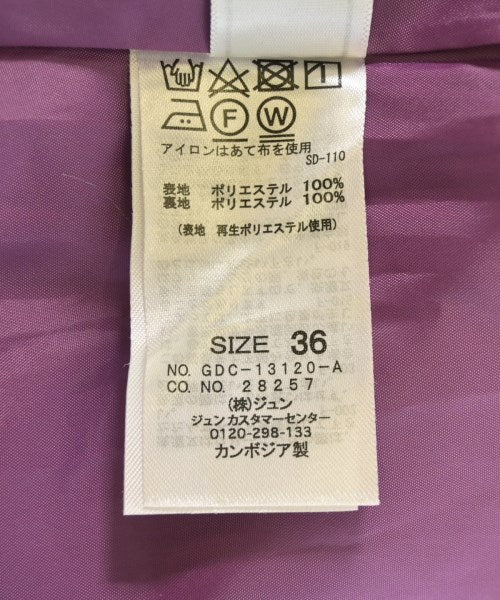 F W
アイロンはあて布を使用
SD-110
表地 ポリエステル 100%
裏地 ポリエステル 100%
(表地 再生ポリエステル使用)
SIZE 36
NO. GDC-13120-A
CO. NO. 28257
(株)ジュン
ジュン カスタマーセンター
0120-298-133
カンボジア製